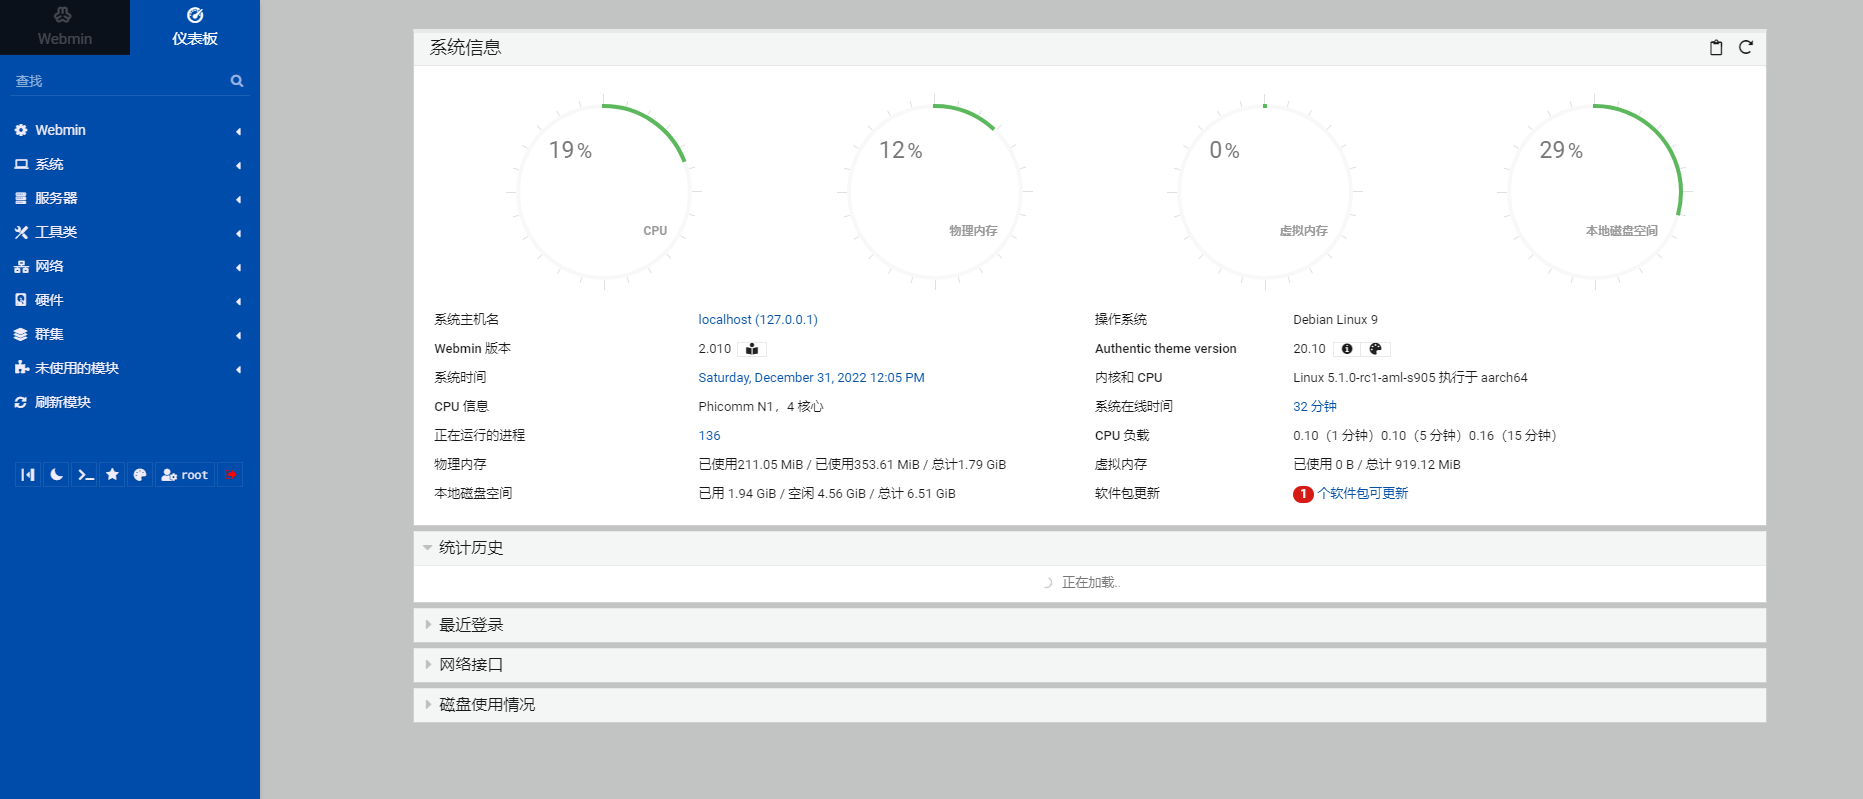 Webmin
仪表板
查找
Webmin
系统
服务器
工具类
网络
硬件
群集
未使用的模块
刷新模块
root
系统信息
19%
CPU
12%
物理内存
0%
虚拟内存
29%
本地磁盘空间
系统主机名 localhost (127.0.0.1) 操作系统 Debian Linux 9
Webmin 版本 2.010 Authentic theme version 20.10
系统时间 Saturday, December 31, 2022 12:05 PM 内核和 CPU Linux 5.1.0-rc1-aml-s905 执行于 aarch64
CPU 信息 Phicomm N1，4 核心 系统在线时间 32 分钟
正在运行的进程 136 CPU 负载 0.10（1 分钟）0.10（5 分钟）0.16（15 分钟）
物理内存 已使用211.05 MiB / 已使用353.61 MiB / 总计1.79 GiB 虚拟内存 已使用 0 B / 总计 919.12 MiB
本地磁盘空间 已用 1.94 GiB / 空闲 4.56 GiB / 总计 6.51 GiB 软件包更新 1 个软件包可更新
统计历史
正在加载..
最近登录
网络接口
磁盘使用情况